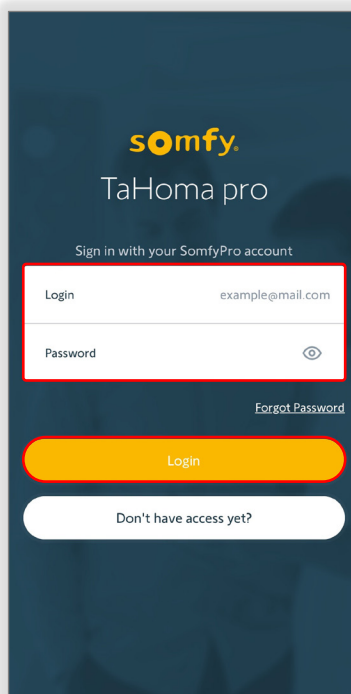 somfy.
TaHoma pro
Sign in with your SomfyPro account
Login example@mail.com
Password
Forgot Password
Login
Don't have access yet?